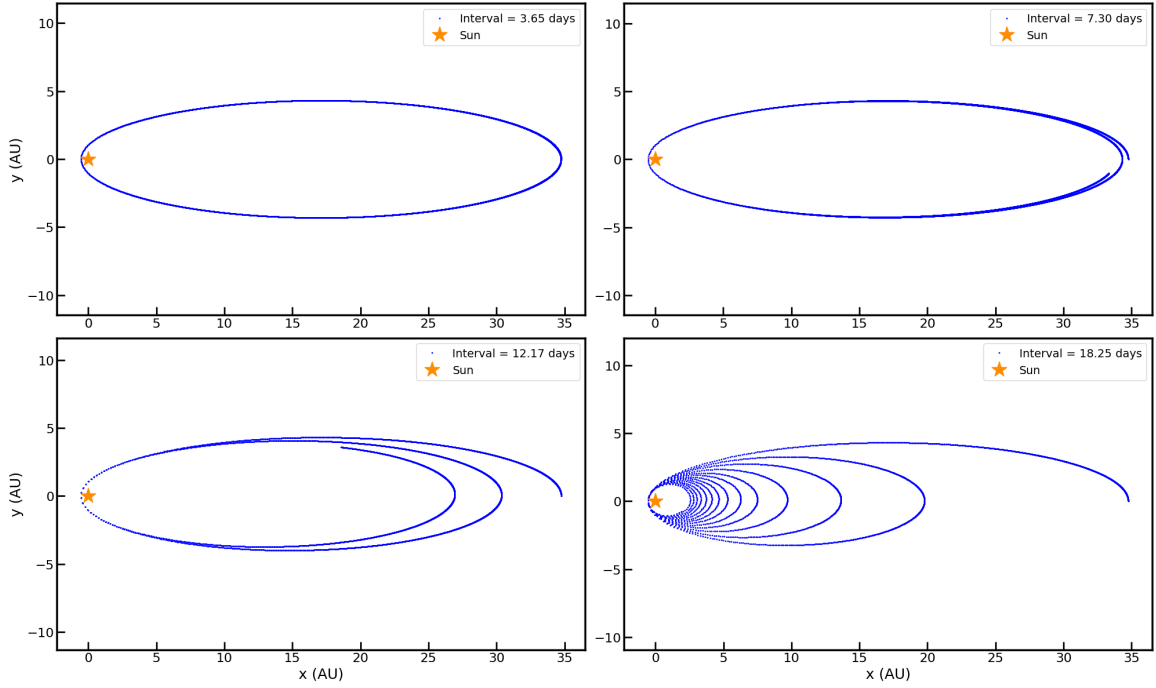 Interval = 3.65 days
Sun
10
5
0
−5
−10
y (AU)
0 5 10 15 20 25 30 35
Interval = 7.30 days
Sun
10
5
0
−5
−10
0 5 10 15 20 25 30 35
Interval = 12.17 days
Sun
10
5
0
−5
−10
y (AU)
0 5 10 15 20 25 30 35
x (AU)
Interval = 18.25 days
Sun
10
5
0
−5
−10
0 5 10 15 20 25 30 35
x (AU)